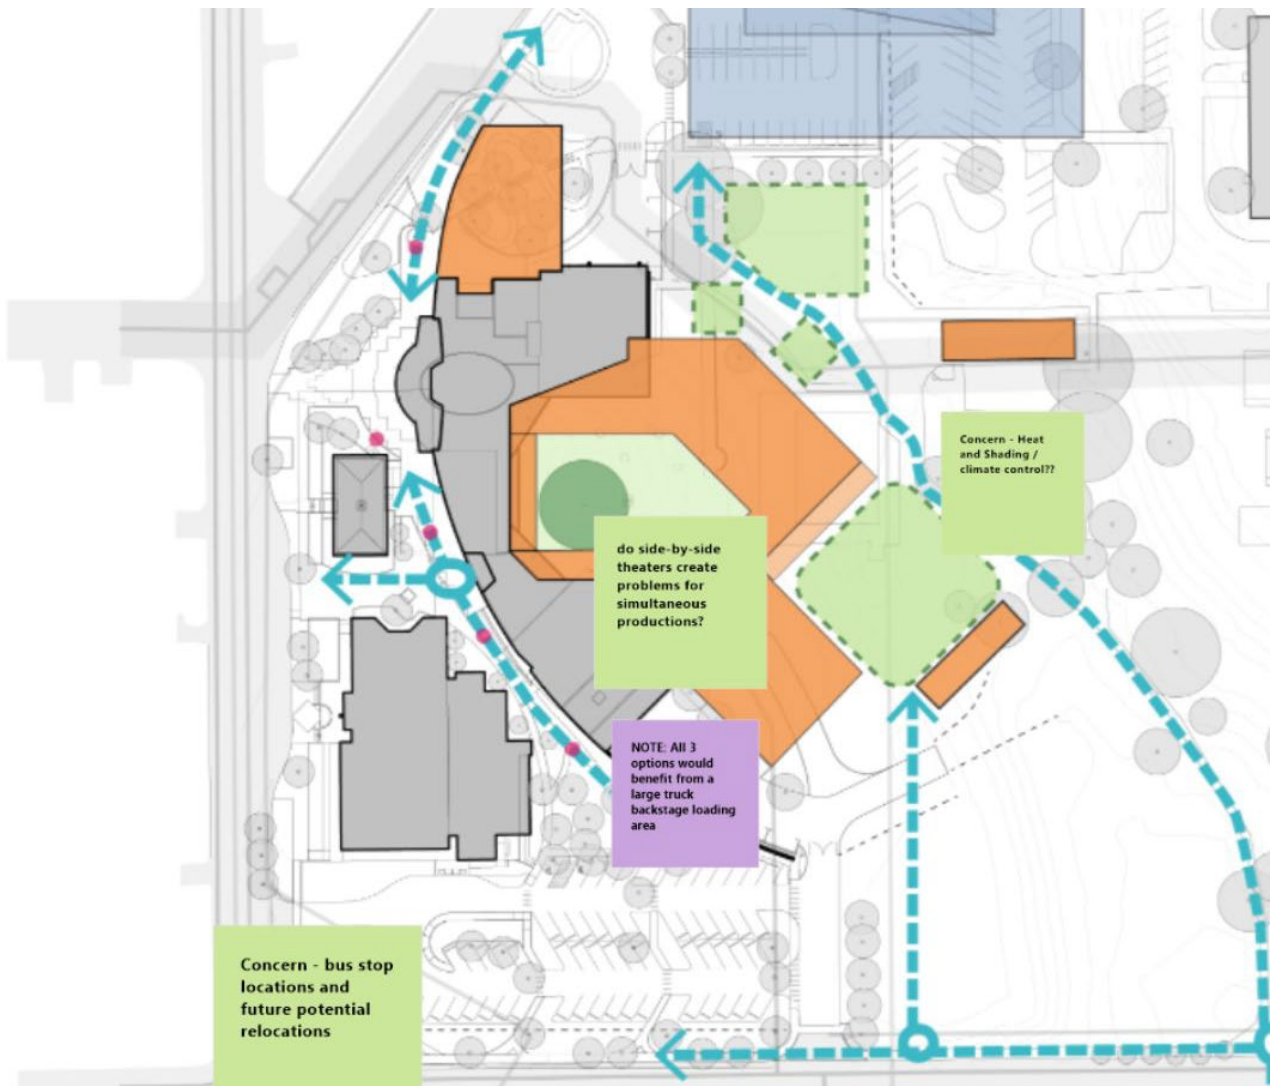 Concern - Heat
and Shading /
climate control??
do side-by-side
theaters create
problems for
simultaneous
productions?
NOTE: All 3
options would
benefit from a
large truck
backstage loading
area
Concern - bus stop
locations and
future potential
relocations